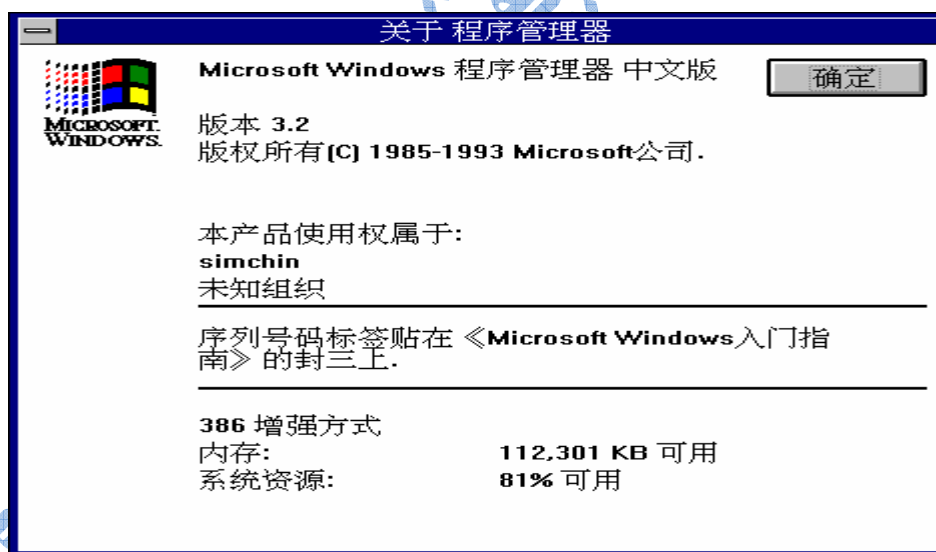 关于 程序管理器
Microsoft Windows 程序管理器 中文版
确定
MICROSOFT.
WINDOWS.
版本 3.2
版权所有(C) 1985-1993 Microsoft公司.
本产品使用权属于:
simchin
未知组织
序列号码标签贴在 《Microsoft Windows入门指
南》 的封三上.
386 增强方式
内存: 112,301 KB 可用
系统资源: 81% 可用